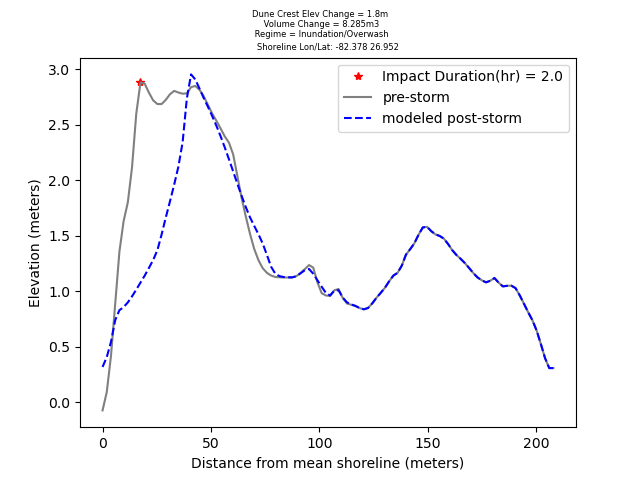 Dune Crest Elev Change = 1.8m
Volume Change = 8.285m3
Regime = Inundation/Overwash
Shoreline Lon/Lat: -82.378 26.952
Impact Duration(hr) = 2.0
pre-storm
modeled post-storm
3.0
2.5
2.0
1.5
1.0
0.5
0.0
Elevation (meters)
0
50
100
150
200
Distance from mean shoreline (meters)